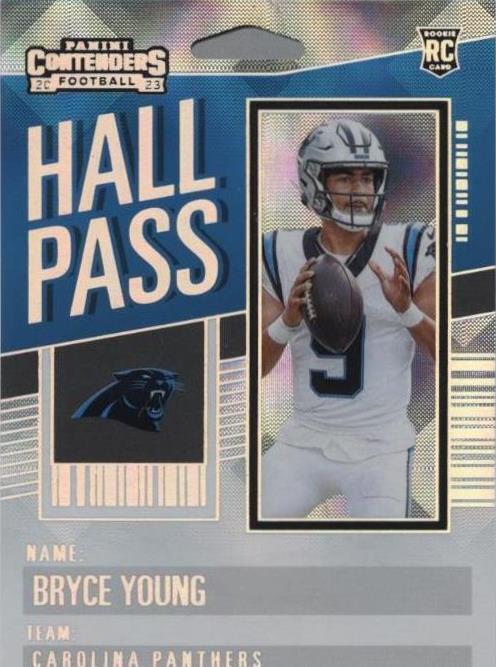 PANINI
CONTENDERS
20 FOOTBALL 23
ROOKIE
RC
CARD
HALL
PASS
9
NAME:
BRYCE YOUNG
TEAM:
CAROLINA PANTHERS